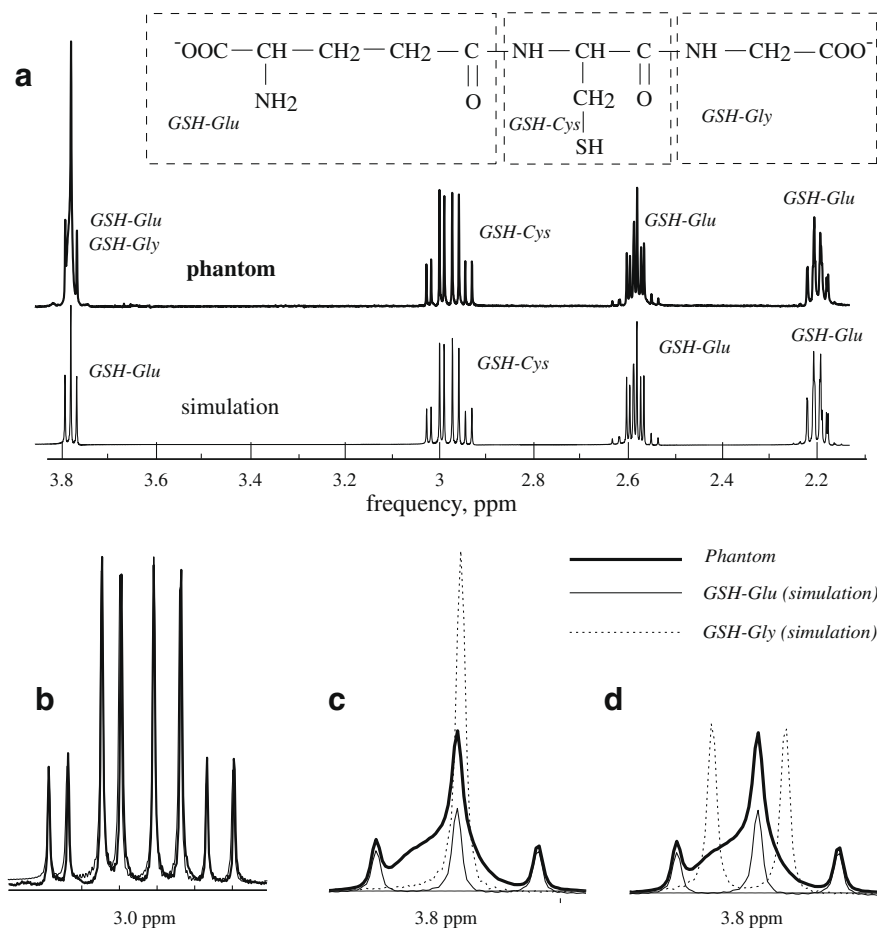 a
⁻OOC — CH — CH2 — CH2 — C — NH — CH — C — NH — CH2 — COO⁻
NH2
O
CH2
O
SH
GSH-Glu
GSH-Cys
GSH-Gly
GSH-Glu
GSH-Gly
phantom
GSH-Cys
GSH-Glu
GSH-Glu
GSH-Glu
simulation
GSH-Cys
GSH-Glu
GSH-Glu
3.8 3.6 3.4 3.2 3 2.8 2.6 2.4 2.2
frequency, ppm
Phantom
GSH-Glu (simulation)
GSH-Gly (simulation)
b
c
d
3.0 ppm
3.8 ppm
3.8 ppm